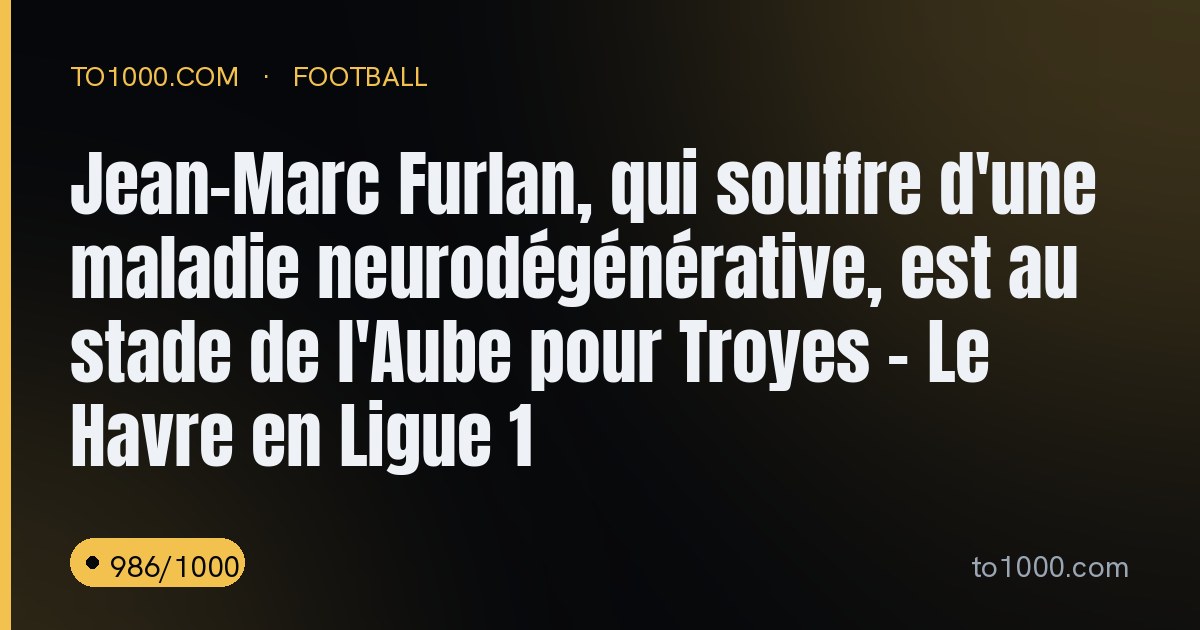 TO1000.COM · FOOTBALL
Jean-Marc Furlan, qui souffre d'une
maladie neurodégénérative, est au
stade de l'Aube pour Troyes - Le
Havre en Ligue 1
986/1000
to1000.com